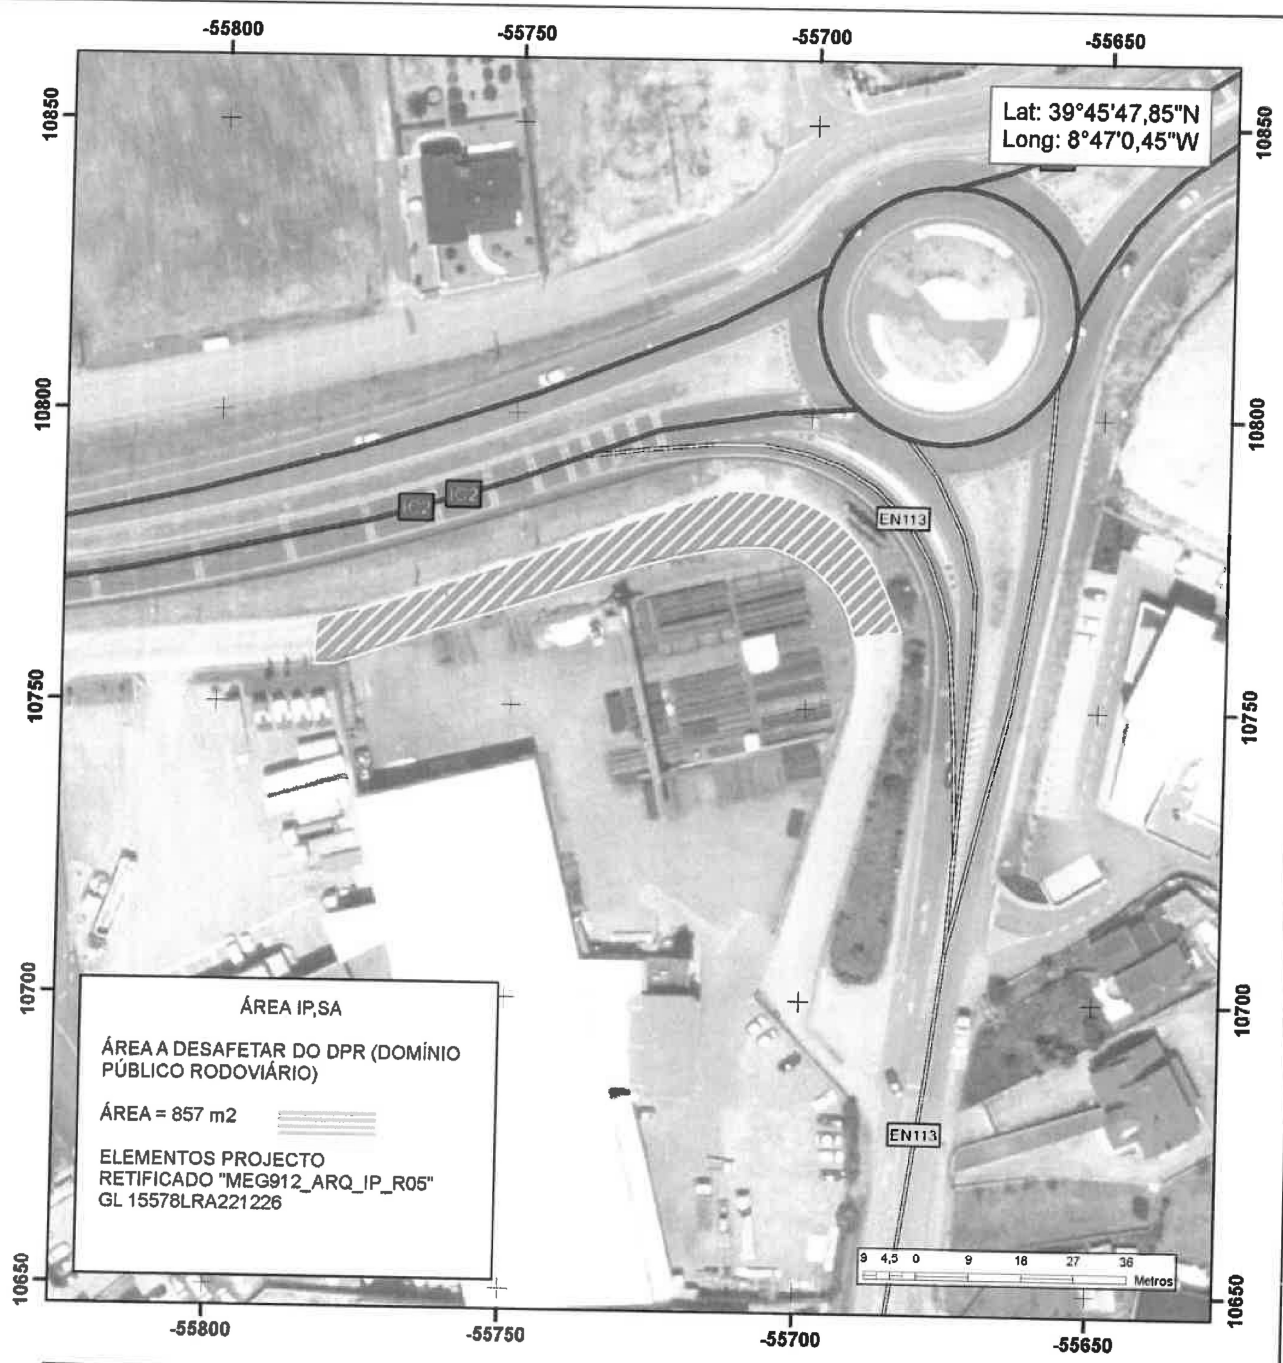 -55800
-55750
-55700
-55650
10850
Lat: 39°45'47,85"N
Long: 8°47'0,45"W
10850
10800
10800
IC2
IC2
EN113
10750
10750
10700
10700
ÁREA IP,SA
ÁREA A DESAFETAR DO DPR (DOMÍNIO
PÚBLICO RODOVIÁRIO)
ÁREA = 857 m2
ELEMENTOS PROJECTO
RETIFICADO "MEG912_ARQ_IP_R05"
GL 15578LRA221226
EN113
9 4,5 0 9 18 27 36
Metros
10650
10650
-55800
-55750
-55700
-55650